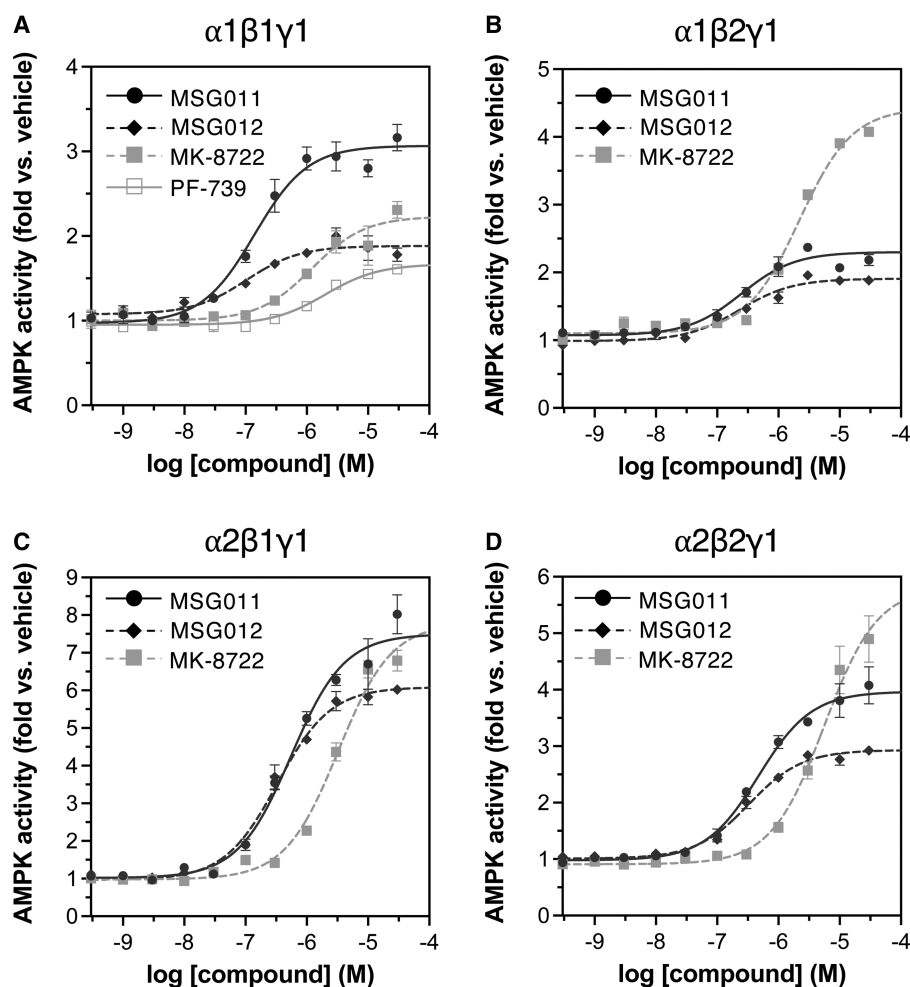 A
α1β1γ1
AMPK activity (fold vs. vehicle)
4
3
2
1
0
MSG011
MSG012
MK-8722
PF-739
-9 -8 -7 -6 -5 -4
log [compound] (M)
B
α1β2γ1
AMPK activity (fold vs. vehicle)
5
4
3
2
1
0
MSG011
MSG012
MK-8722
-9 -8 -7 -6 -5 -4
log [compound] (M)
C
α2β1γ1
AMPK activity (fold vs. vehicle)
9
8
7
6
5
4
3
2
1
0
MSG011
MSG012
MK-8722
-9 -8 -7 -6 -5 -4
log [compound] (M)
D
α2β2γ1
AMPK activity (fold vs. vehicle)
6
5
4
3
2
1
0
MSG011
MSG012
MK-8722
-9 -8 -7 -6 -5 -4
log [compound] (M)